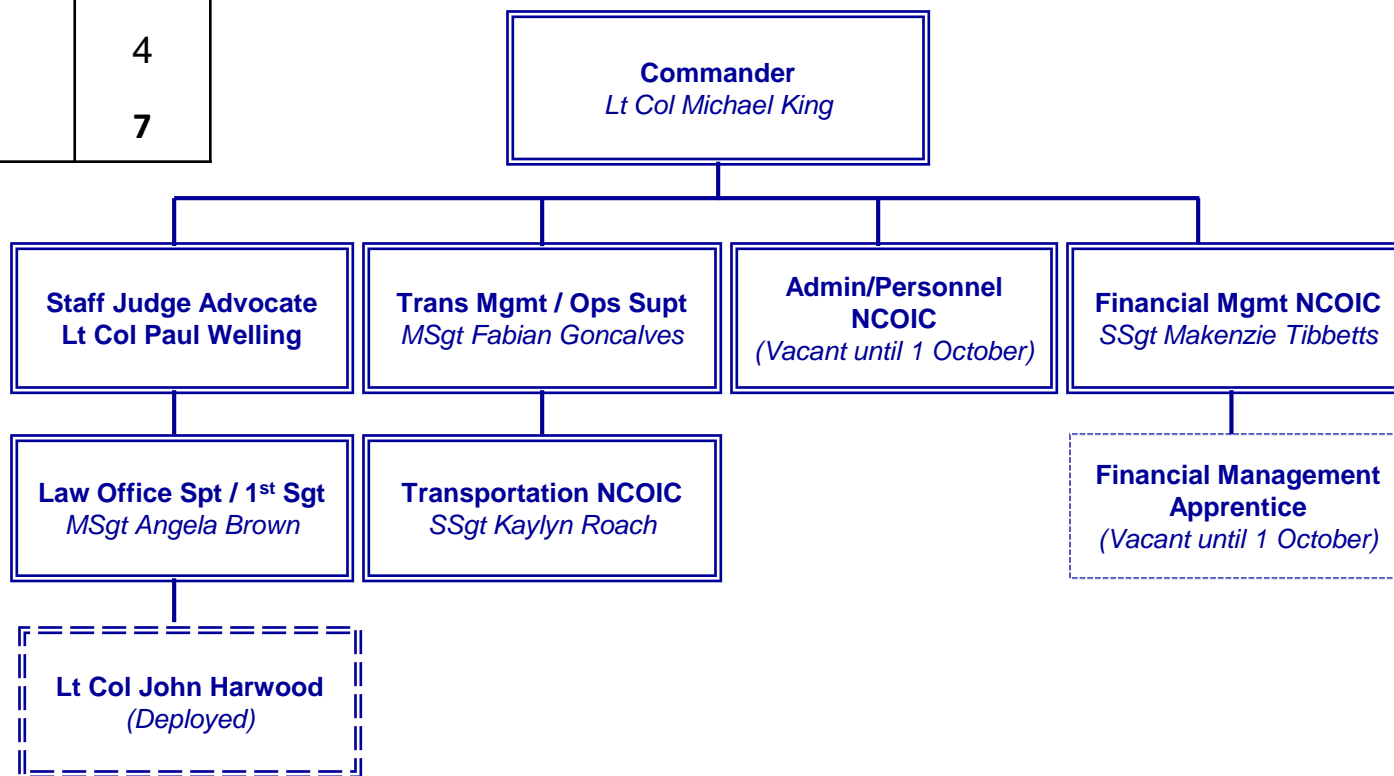 4
7
Commander
Lt Col Michael King
Staff Judge Advocate
Lt Col Paul Welling
Trans Mgmt / Ops Supt
MSgt Fabian Goncalves
Admin/Personnel
NCOIC
(Vacant until 1 October)
Financial Mgmt NCOIC
SSgt Makenzie Tibbetts
Law Office Spt / 1st Sgt
MSgt Angela Brown
Transportation NCOIC
SSgt Kaylyn Roach
Financial Management
Apprentice
(Vacant until 1 October)
Lt Col John Harwood
(Deployed)